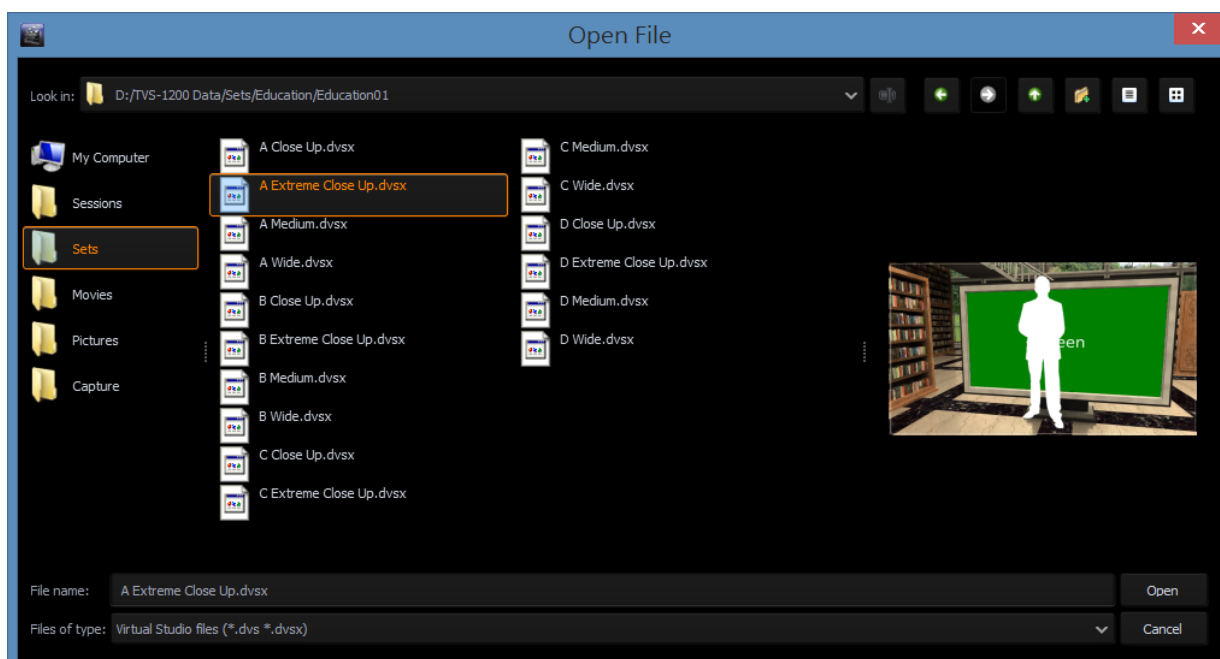 Open File
Look in:
D:/TVS-1200 Data/Sets/Education/Education01
My Computer
Sessions
Sets
Movies
Pictures
Capture
A Close Up.dvsx
A Extreme Close Up.dvsx
A Medium.dvsx
A Wide.dvsx
B Close Up.dvsx
B Extreme Close Up.dvsx
B Medium.dvsx
B Wide.dvsx
C Close Up.dvsx
C Extreme Close Up.dvsx
C Medium.dvsx
C Wide.dvsx
D Close Up.dvsx
D Extreme Close Up.dvsx
D Medium.dvsx
D Wide.dvsx
een
File name: A Extreme Close Up.dvsx
Open
Files of type: Virtual Studio files (*.dvs *.dvsx)
Cancel